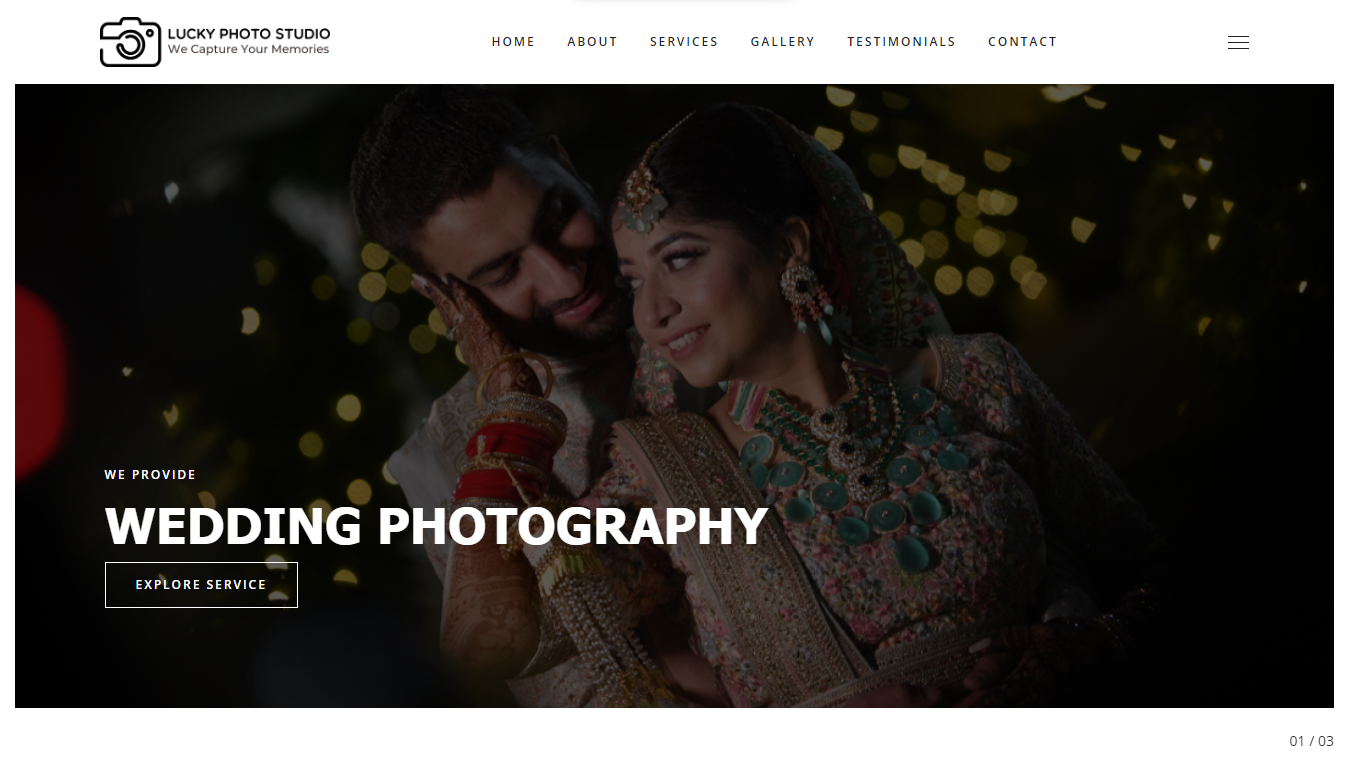 LUCKY PHOTO STUDIO
We Capture Your Memories
HOME ABOUT SERVICES GALLERY TESTIMONIALS CONTACT
WE PROVIDE
WEDDING PHOTOGRAPHY
EXPLORE SERVICE
01 / 03